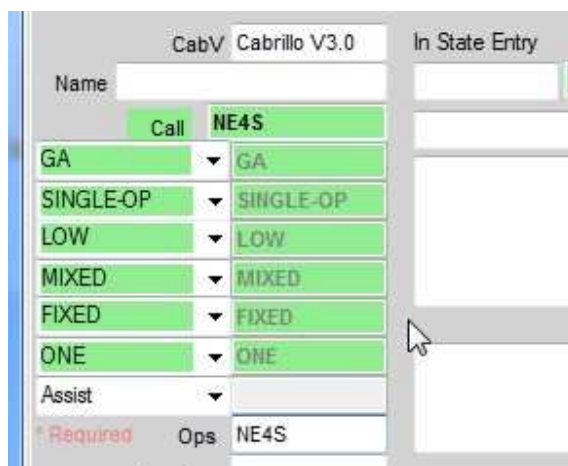 CabV Cabrillo V3.0 In State Entry
Name
Call NE4S
GA GA
SINGLE-OP SINGLE-OP
LOW LOW
MIXED MIXED
FIXED FIXED
ONE ONE
Assist
* Required Ops NE4S